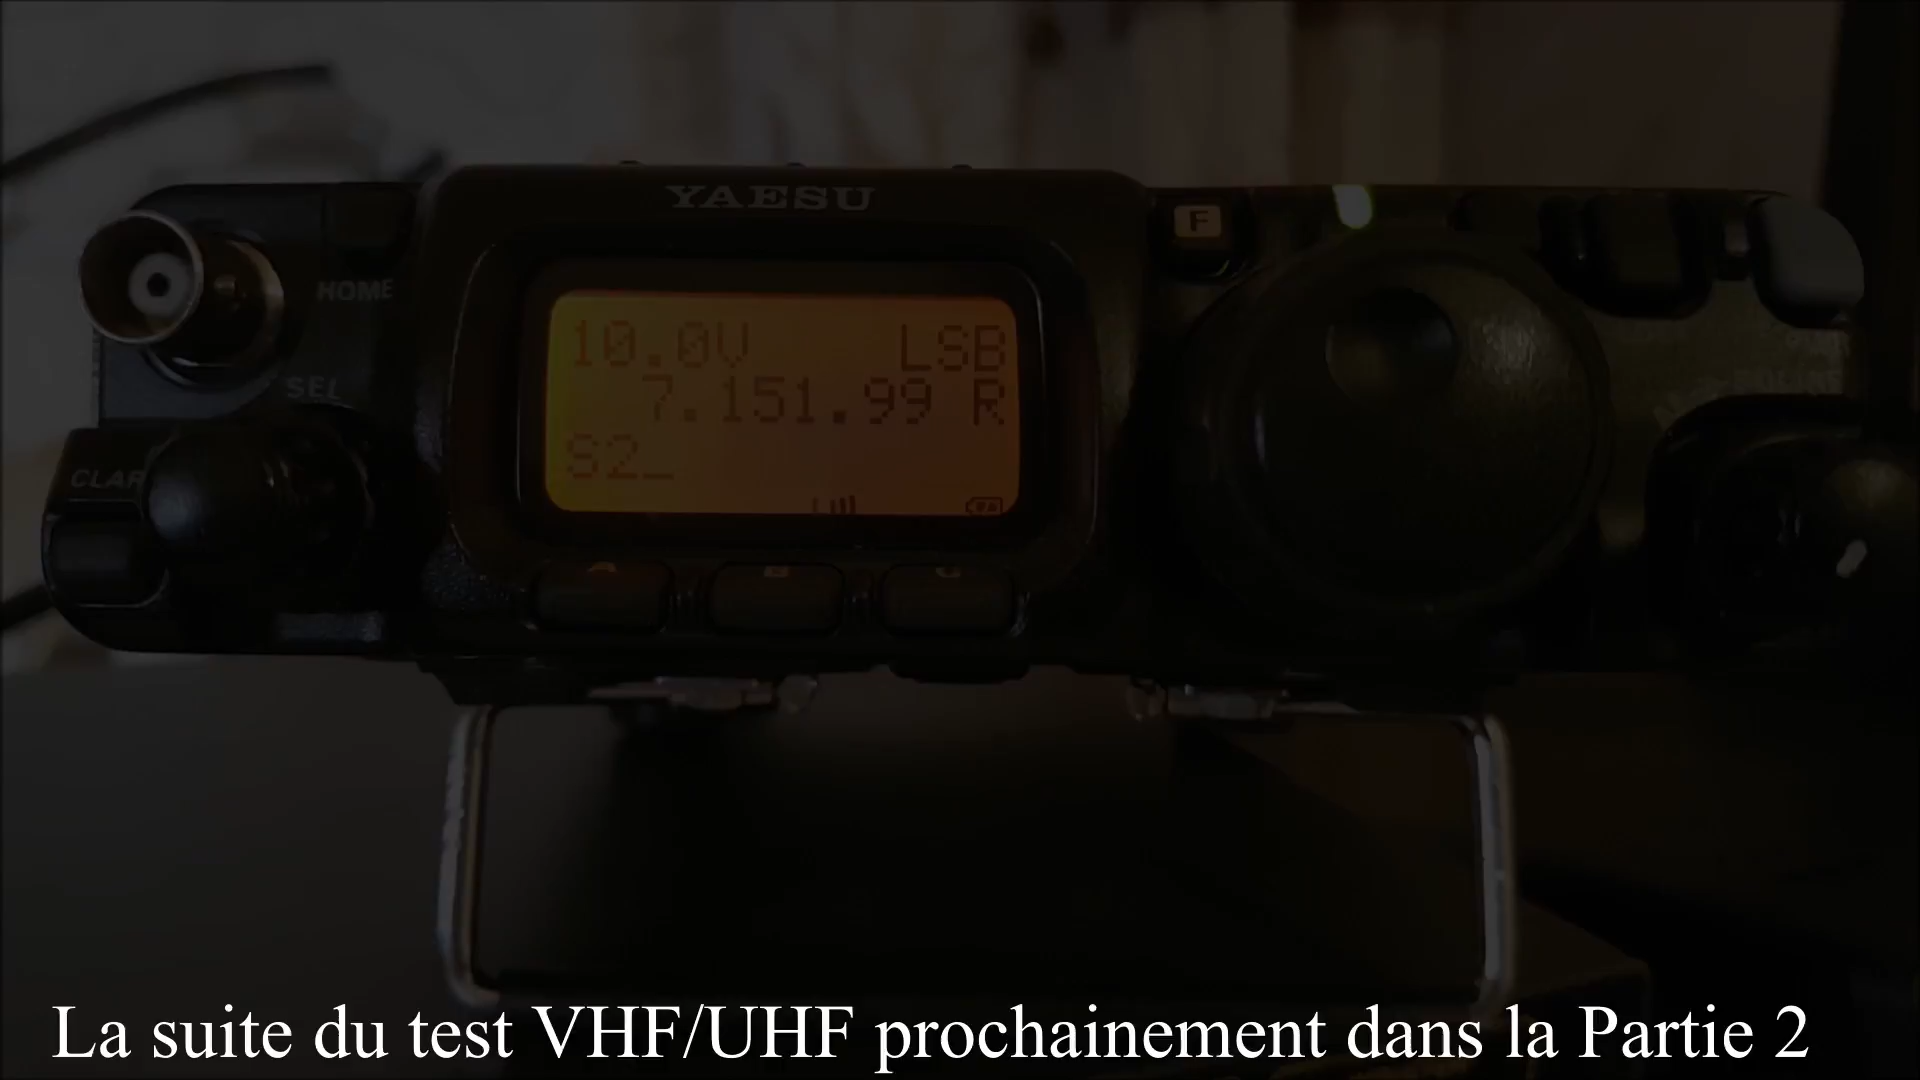 YAESU
F
HOME
10.0V LSB
7.151.99 R
SEL
S2_
CLAR
La suite du test VHF/UHF prochainement dans la Partie 2